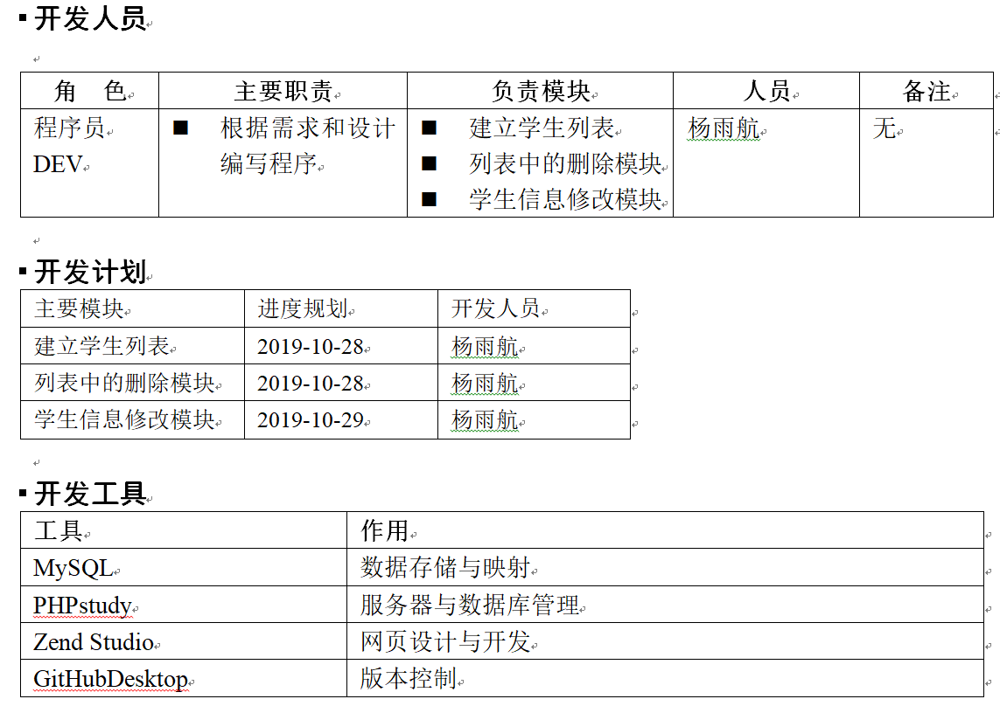 ▪开发人员
角　色 主要职责 负责模块 人员 备注
程序员 ■ 根据需求和设计 ■ 建立学生列表 杨雨航 无
DEV 编写程序 ■ 列表中的删除模块
■ 学生信息修改模块
▪开发计划
主要模块 进度规划 开发人员
建立学生列表 2019-10-28 杨雨航
列表中的删除模块 2019-10-28 杨雨航
学生信息修改模块 2019-10-29 杨雨航
▪开发工具
工具 作用
MySQL 数据存储与映射
PHPstudy 服务器与数据库管理
Zend Studio 网页设计与开发
GitHubDesktop 版本控制